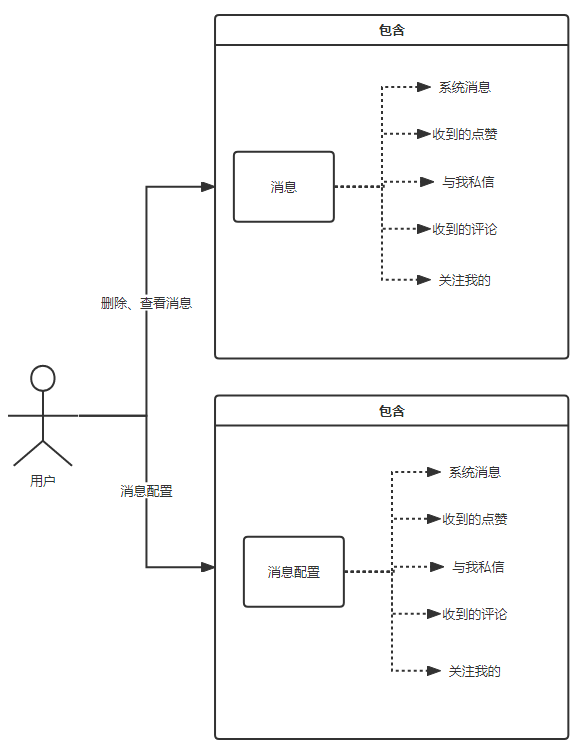 包含
系统消息
收到的点赞
消息
与我私信
收到的评论
关注我的
删除、查看消息
用户
消息配置
包含
系统消息
收到的点赞
消息配置
与我私信
收到的评论
关注我的